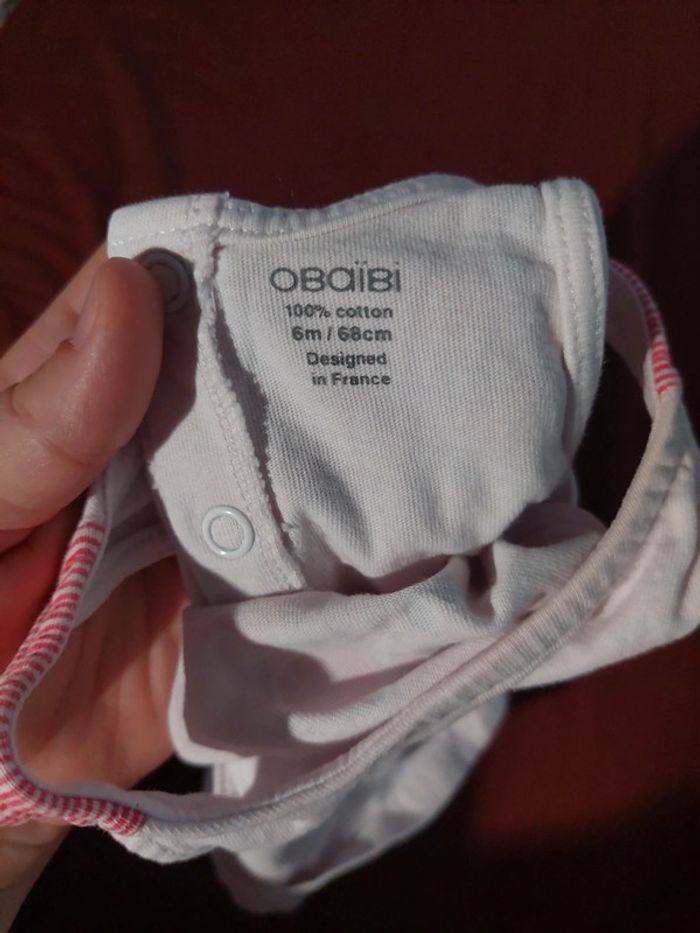 OBaïBi
100% cotton
6m / 68cm
Designed
in France